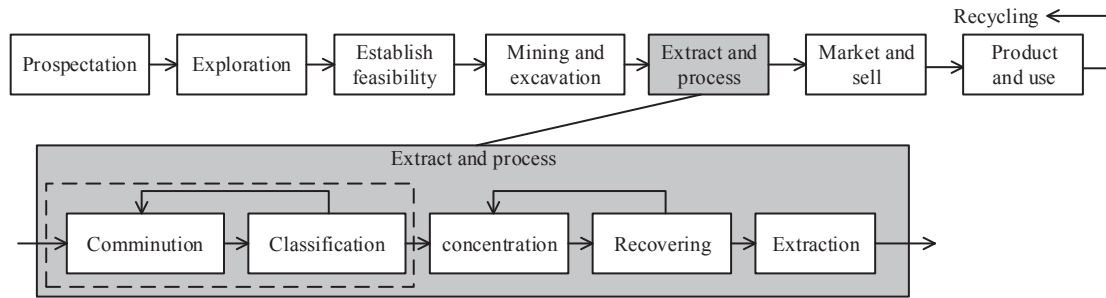 Recycling
Prospectation
Exploration
Establish
feasibility
Mining and
excavation
Extract and
process
Market and
sell
Product
and use
Extract and process
Comminution
Classification
concentration
Recovering
Extraction